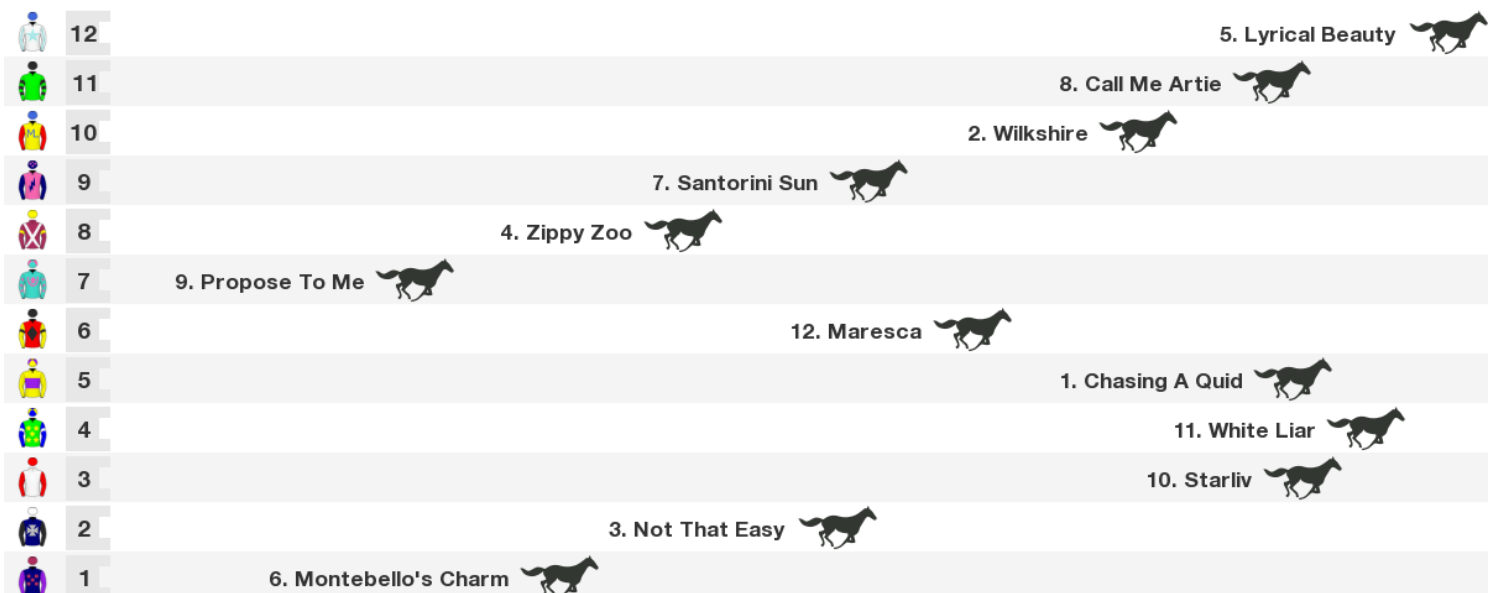 12 5. Lyrical Beauty
11 8. Call Me Artie
10 2. Wilkshire
ML
9 7. Santorini Sun
8 4. Zippy Zoo
7 9. Propose To Me
6 12. Maresca
5 1. Chasing A Quid
4 11. White Liar
3 10. Starliv
2 3. Not That Easy
1 6. Montebello's Charm